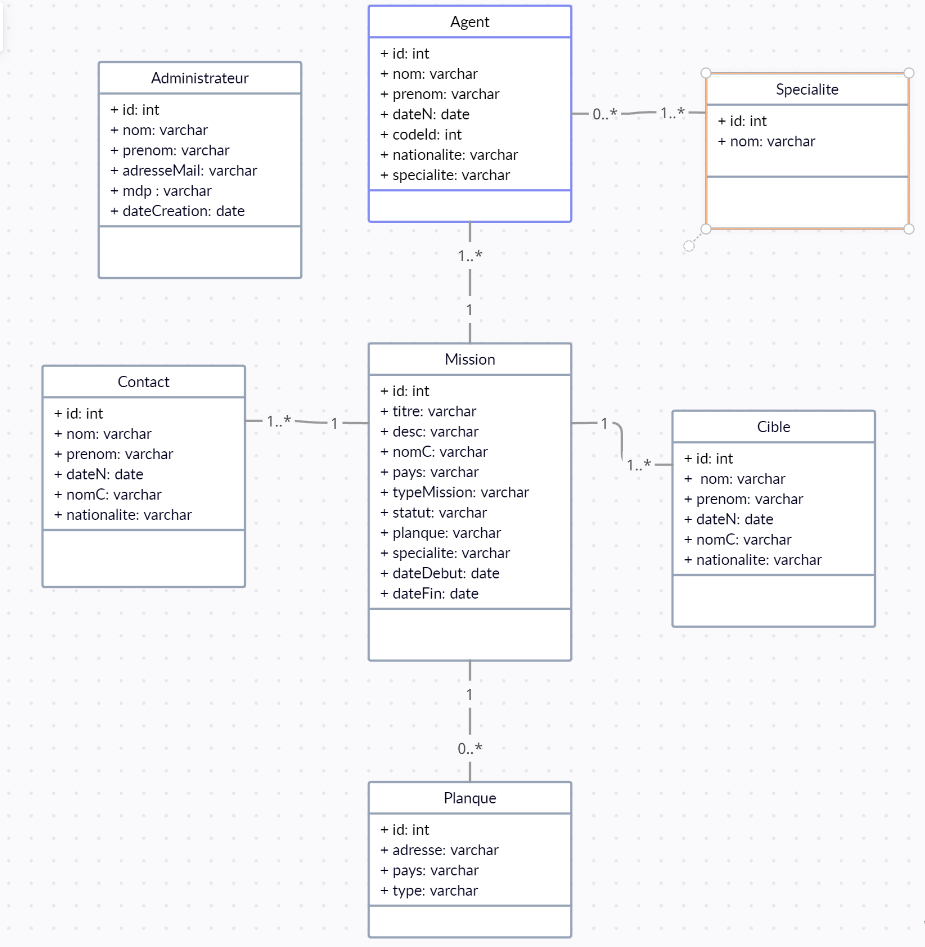 Agent
+ id: int
+ nom: varchar
+ prenom: varchar
+ dateN: date
+ codeId: int
+ nationalite: varchar
+ specialite: varchar
Administrateur
+ id: int
+ nom: varchar
+ prenom: varchar
+ adresseMail: varchar
+ mdp : varchar
+ dateCreation: date
0..*
1..*
Specialite
+ id: int
+ nom: varchar
1..*
1
Contact
+ id: int
+ nom: varchar
+ prenom: varchar
+ dateN: date
+ nomC: varchar
+ nationalite: varchar
1..*
1
Mission
+ id: int
+ titre: varchar
+ desc: varchar
+ nomC: varchar
+ pays: varchar
+ typeMission: varchar
+ statut: varchar
+ planque: varchar
+ specialite: varchar
+ dateDebut: date
+ dateFin: date
1
1..*
Cible
+ id: int
+  nom: varchar
+ prenom: varchar
+ dateN: date
+ nomC: varchar
+ nationalite: varchar
1
0..*
Planque
+ id: int
+ adresse: varchar
+ pays: varchar
+ type: varchar